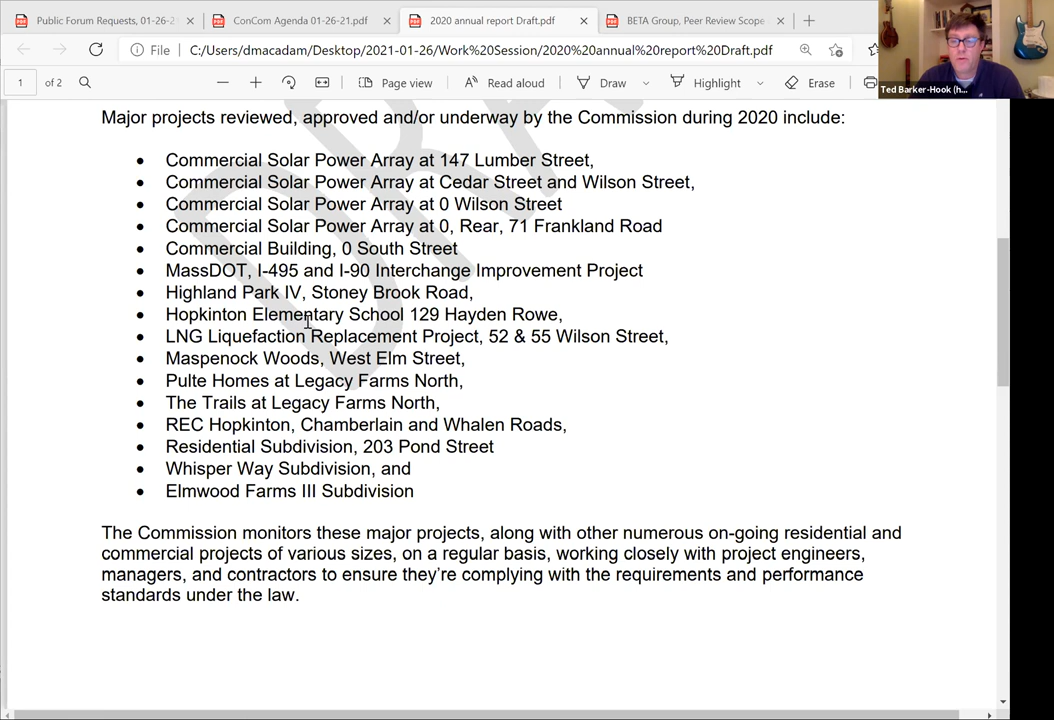 Public Forum Requests, 01-26-2
ConCom Agenda 01-26-21.pdf
2020 annual report Draft.pdf
BETA Group, Peer Review Scope
File
C:/Users/dmacadam/Desktop/2021-01-26/Work%20Session/2020%20annual%20report%20Draft.pdf
1 of 2
Page view
Read aloud
Draw
Highlight
Erase
Ted Barker-Hook (h...
DRA
Major projects reviewed, approved and/or underway by the Commission during 2020 include:
• Commercial Solar Power Array at 147 Lumber Street,
• Commercial Solar Power Array at Cedar Street and Wilson Street,
• Commercial Solar Power Array at 0 Wilson Street
• Commercial Solar Power Array at 0, Rear, 71 Frankland Road
• Commercial Building, 0 South Street
• MassDOT, I-495 and I-90 Interchange Improvement Project
• Highland Park IV, Stoney Brook Road,
• Hopkinton Elementary School 129 Hayden Rowe,
• LNG Liquefaction Replacement Project, 52 & 55 Wilson Street,
• Maspenock Woods, West Elm Street,
• Pulte Homes at Legacy Farms North,
• The Trails at Legacy Farms North,
• REC Hopkinton, Chamberlain and Whalen Roads,
• Residential Subdivision, 203 Pond Street
• Whisper Way Subdivision, and
• Elmwood Farms III Subdivision
The Commission monitors these major projects, along with other numerous on-going residential and
commercial projects of various sizes, on a regular basis, working closely with project engineers,
managers, and contractors to ensure they're complying with the requirements and performance
standards under the law.